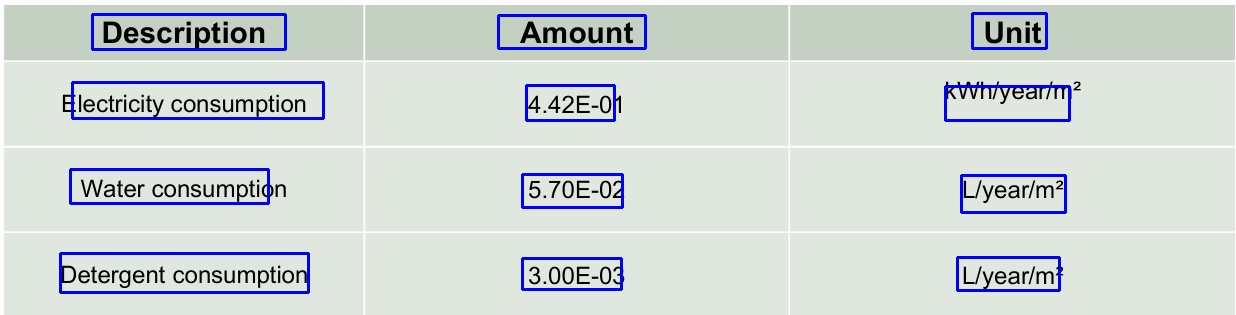 Description Amount Unit
Electricity consumption 4.42E-01 kWh/year/m²
Water consumption 5.70E-02 L/year/m²
Detergent consumption 3.00E-03 L/year/m²